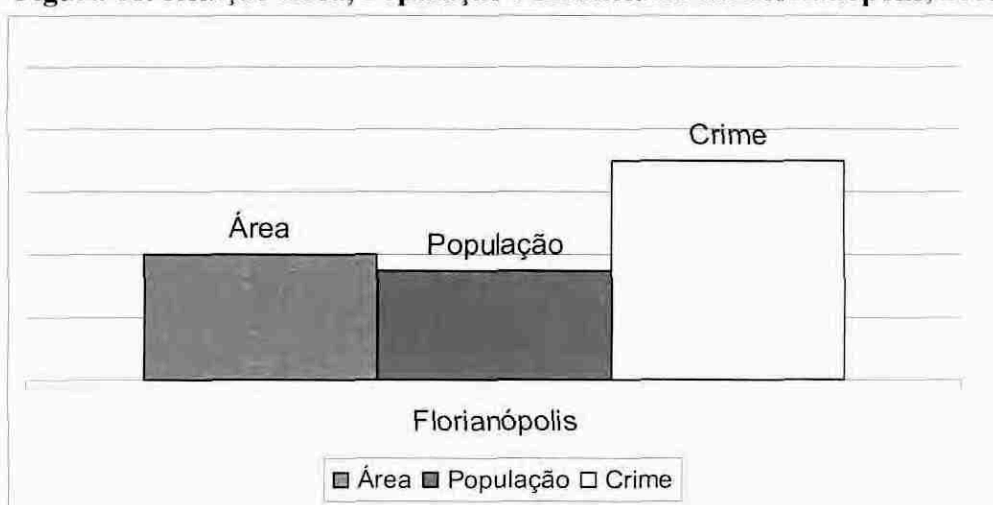 Crime
Área
População
Florianópolis
Área População Crime